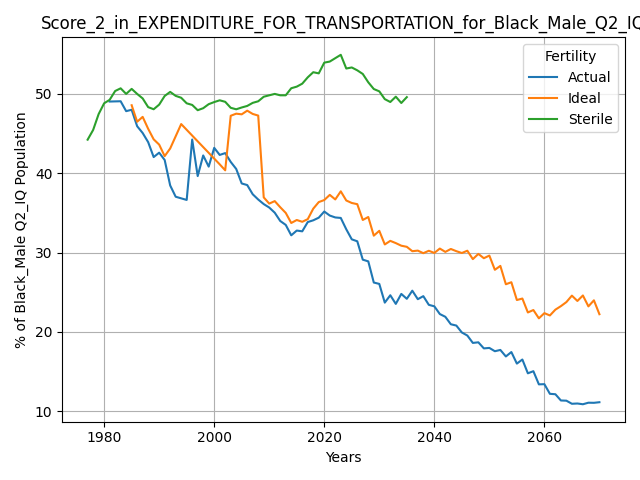 Score_2_in_EXPENDITURE_FOR_TRANSPORTATION_for_Black_Male_Q2_IQ
% of Black_Male Q2_IQ Population
50
40
30
20
10
Fertility
Actual
Ideal
Sterile
1980
2000
2020
2040
2060
Years